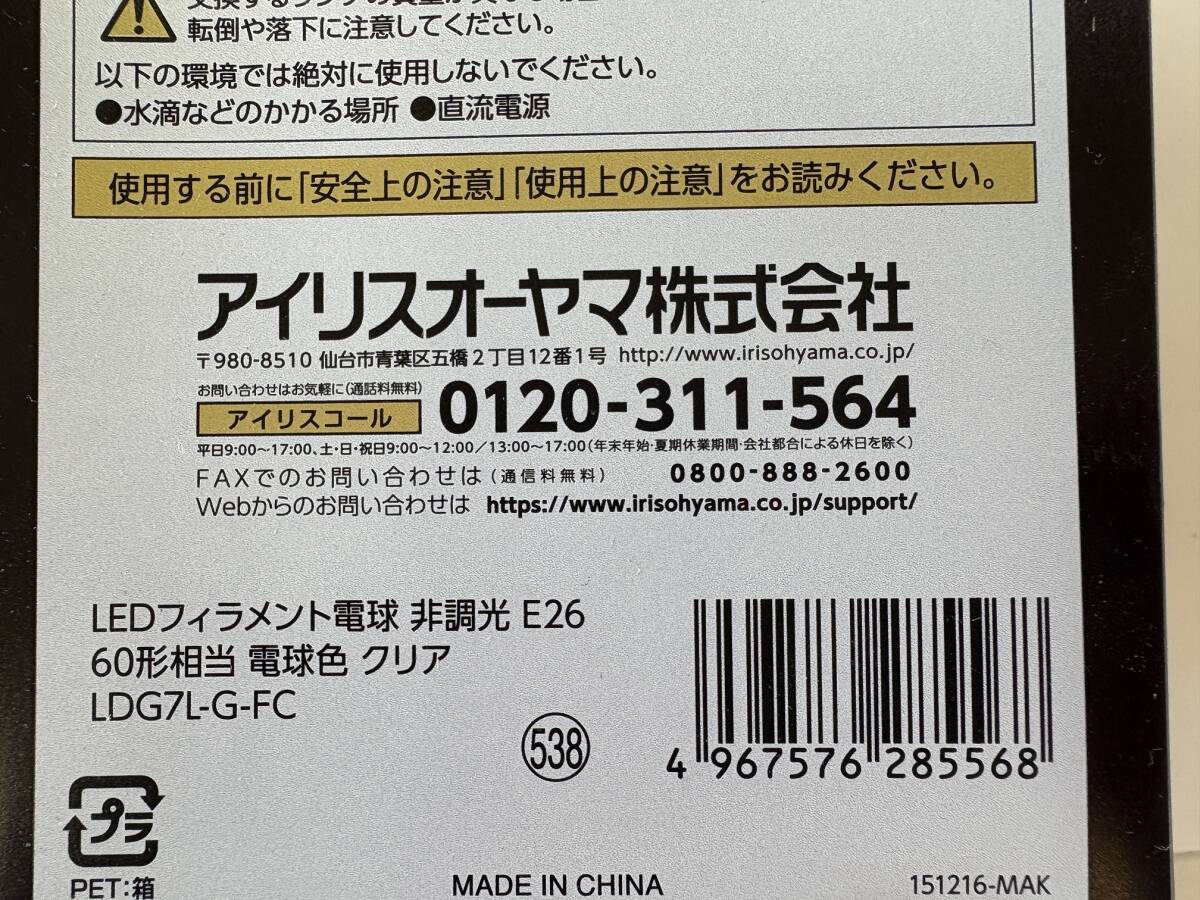 転倒や落下に注意してください。
以下の環境では絶対に使用しないでください。
●水滴などのかかる場所 ●直流電源
使用する前に「安全上の注意」「使用上の注意」をお読みください。
アイリスオーヤマ株式会社
〒980-8510 仙台市青葉区五橋2丁目12番1号 http://www.irisohyama.co.jp/
お問い合わせはお気軽に(通話料無料)
アイリスコール 0120-311-564
平日9:00〜17:00、土・日・祝日9:00〜12:00/13:00〜17:00(年末年始・夏期休業期間・会社都合による休日を除く)
FAXでのお問い合わせは(通信料無料) 0800-888-2600
Webからのお問い合わせは https://www.irisohyama.co.jp/support/
LEDフィラメント電球 非調光 E26
60形相当 電球色 クリア
LDG7L-G-FC
538
4 967576 285568
プラ
PET:箱
MADE IN CHINA
151216-MAK